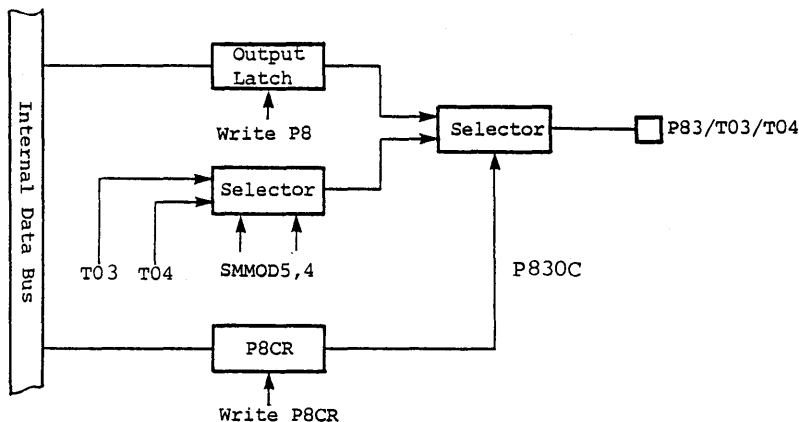 Internal Data Bus
Output
Latch
Write P8
Selector
P83/T03/T04
Selector
T03
T04
SMMOD5,4
P830C
P8CR
Write P8CR